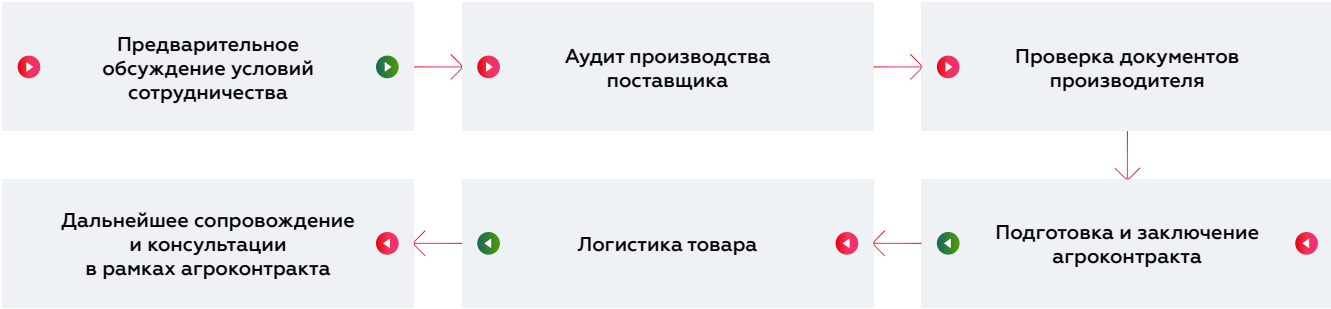 Предварительное
обсуждение условий
сотрудничества
Аудит производства
поставщика
Проверка документов
производителя
Подготовка и заключение
агроконтракта
Логистика товара
Дальнейшее сопровождение
и консультации
в рамках агроконтракта